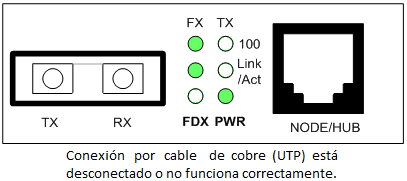 FX TX
100
Link
/Act
TX RX FDX PWR NODE/HUB
Conexión por cable de cobre (UTP) está
desconectado o no funciona correctamente.